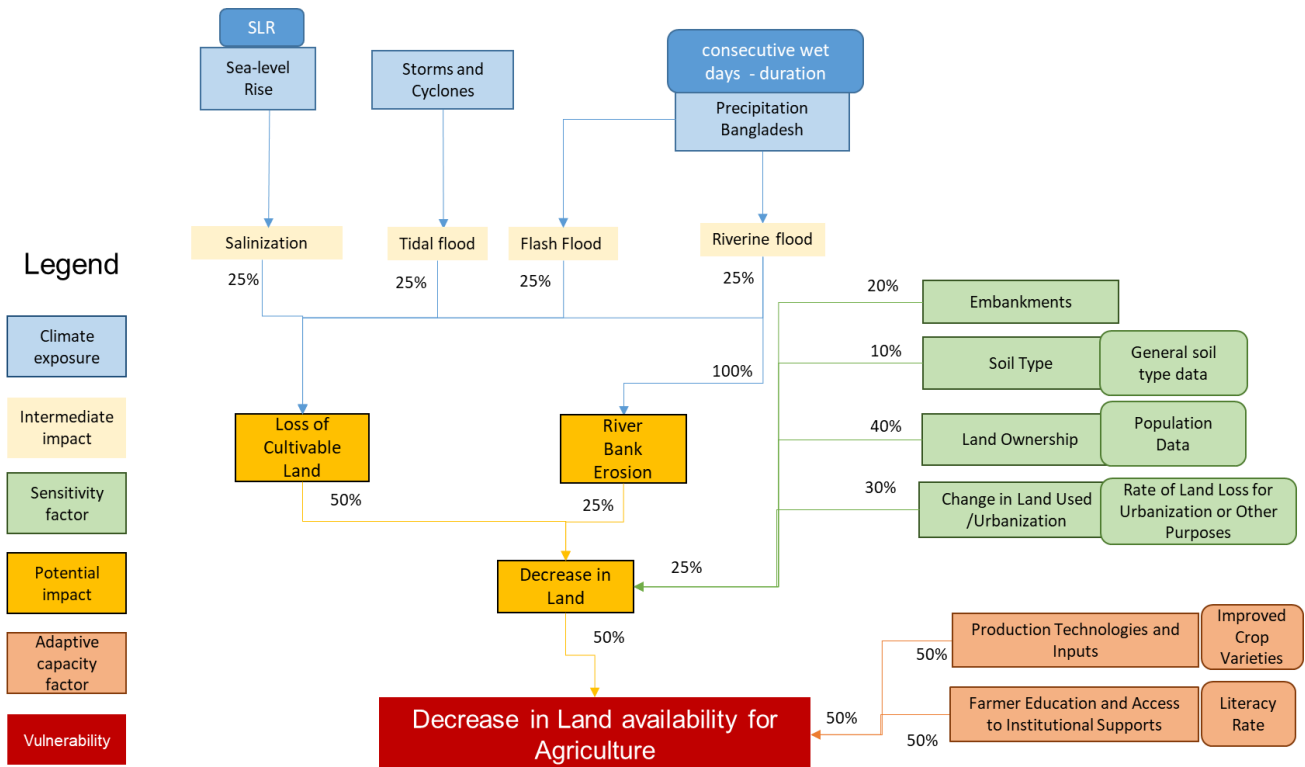 SLR
Sea-level
Rise
Storms and
Cyclones
consecutive wet
days - duration
Precipitation
Bangladesh
Salinization
Tidal flood
Flash Flood
Riverine flood
25%
25%
25%
25%
Legend
Climate
exposure
Intermediate
impact
Sensitivity
factor
Potential
impact
Adaptive
capacity
factor
Vulnerability
100%
Loss of
Cultivable
Land
River
Bank
Erosion
50%
25%
20%
Embankments
10%
Soil Type
General soil
type data
40%
Land Ownership
Population
Data
30%
Change in Land Used
/Urbanization
Rate of Land Loss for
Urbanization or Other
Purposes
25%
Decrease in
Land
50%
Production Technologies and
Inputs
Improved
Crop
Varieties
50%
Farmer Education and Access
to Institutional Supports
Literacy
Rate
50%
50%
Decrease in Land availability for
Agriculture